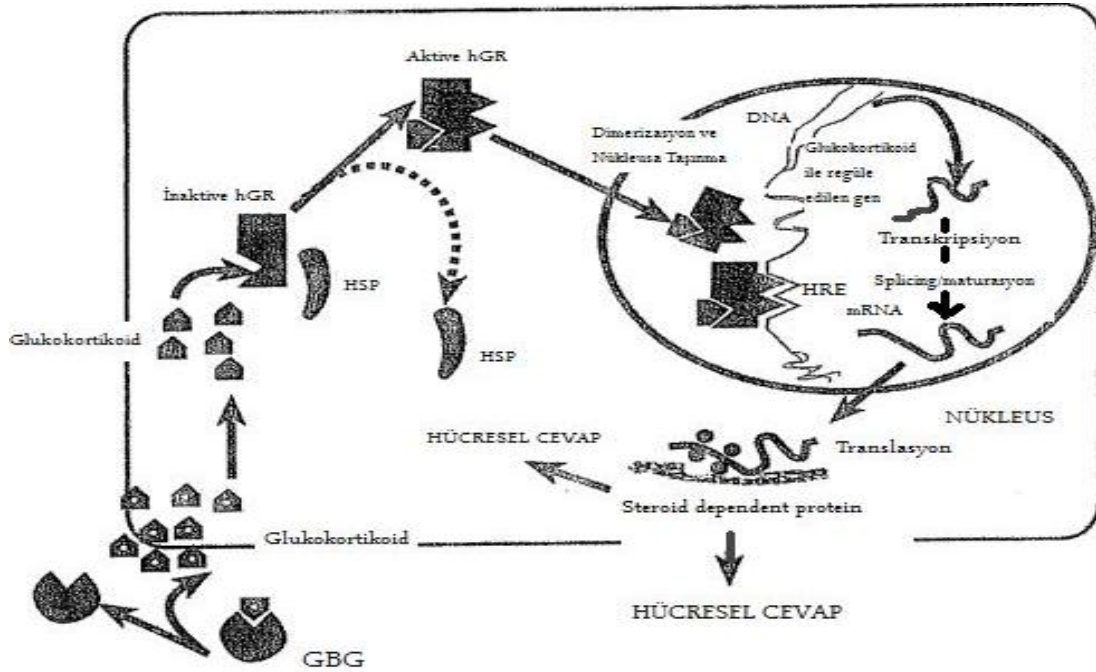 Aktive hGR
DNA
Dimerizasyon ve
Nükleusa Taşınma
Glukokortikoid
ile regüle
edilen gen
İnaktive hGR
Transkripsiyon
HSP
Splicing/maturasyon
HRE
mRNA
Glukokortikoid
HSP
NÜKLEUS
HÜCRESEL CEVAP
Translasyon
Steroid dependent protein
Glukokortikoid
HÜCRESEL CEVAP
GBG